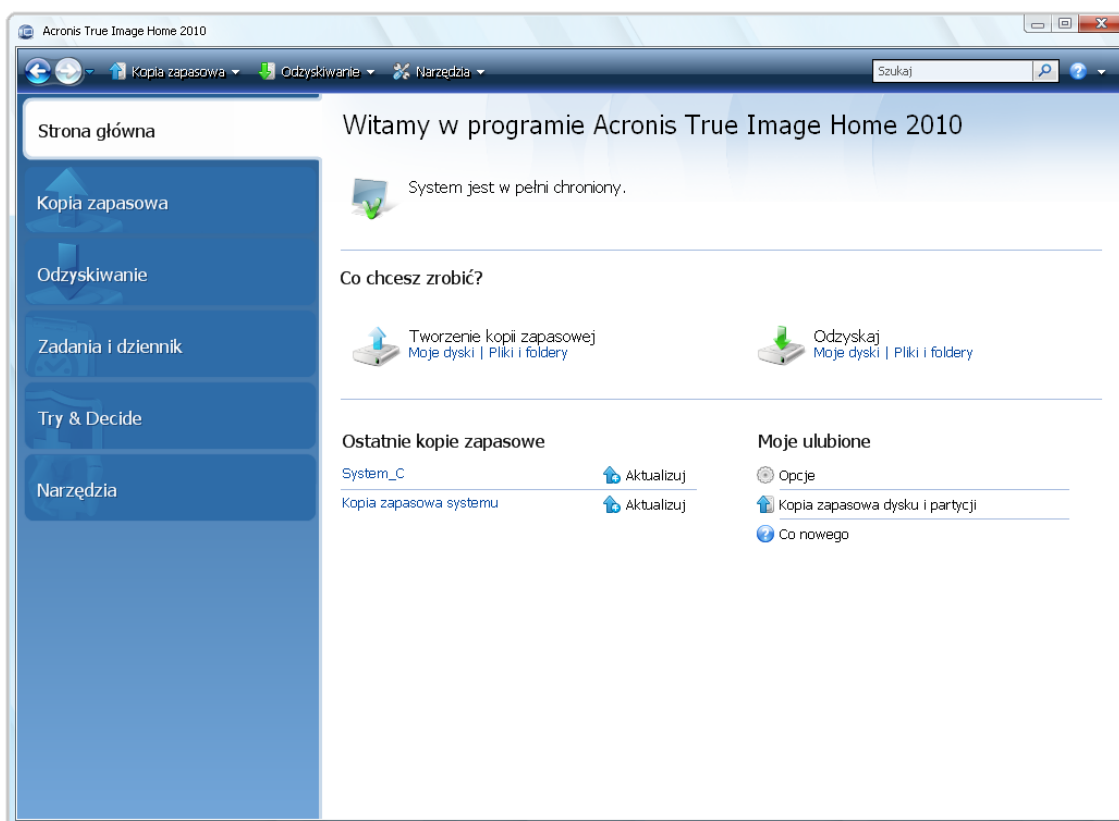 Acronis True Image Home 2010
Kopia zapasowa Odzyskiwanie Narzędzia Szukaj
Strona główna
Kopia zapasowa
Odzyskiwanie
Zadania i dziennik
Try & Decide
Narzędzia
Witamy w programie Acronis True Image Home 2010
System jest w pełni chroniony.
Co chcesz zrobić?
Tworzenie kopii zapasowej
Moje dyski | Pliki i foldery
Odzyskaj
Moje dyski | Pliki i foldery
Ostatnie kopie zapasowe
System_C Aktualizuj
Kopia zapasowa systemu Aktualizuj
Moje ulubione
Opcje
Kopia zapasowa dysku i partycji
Co nowego